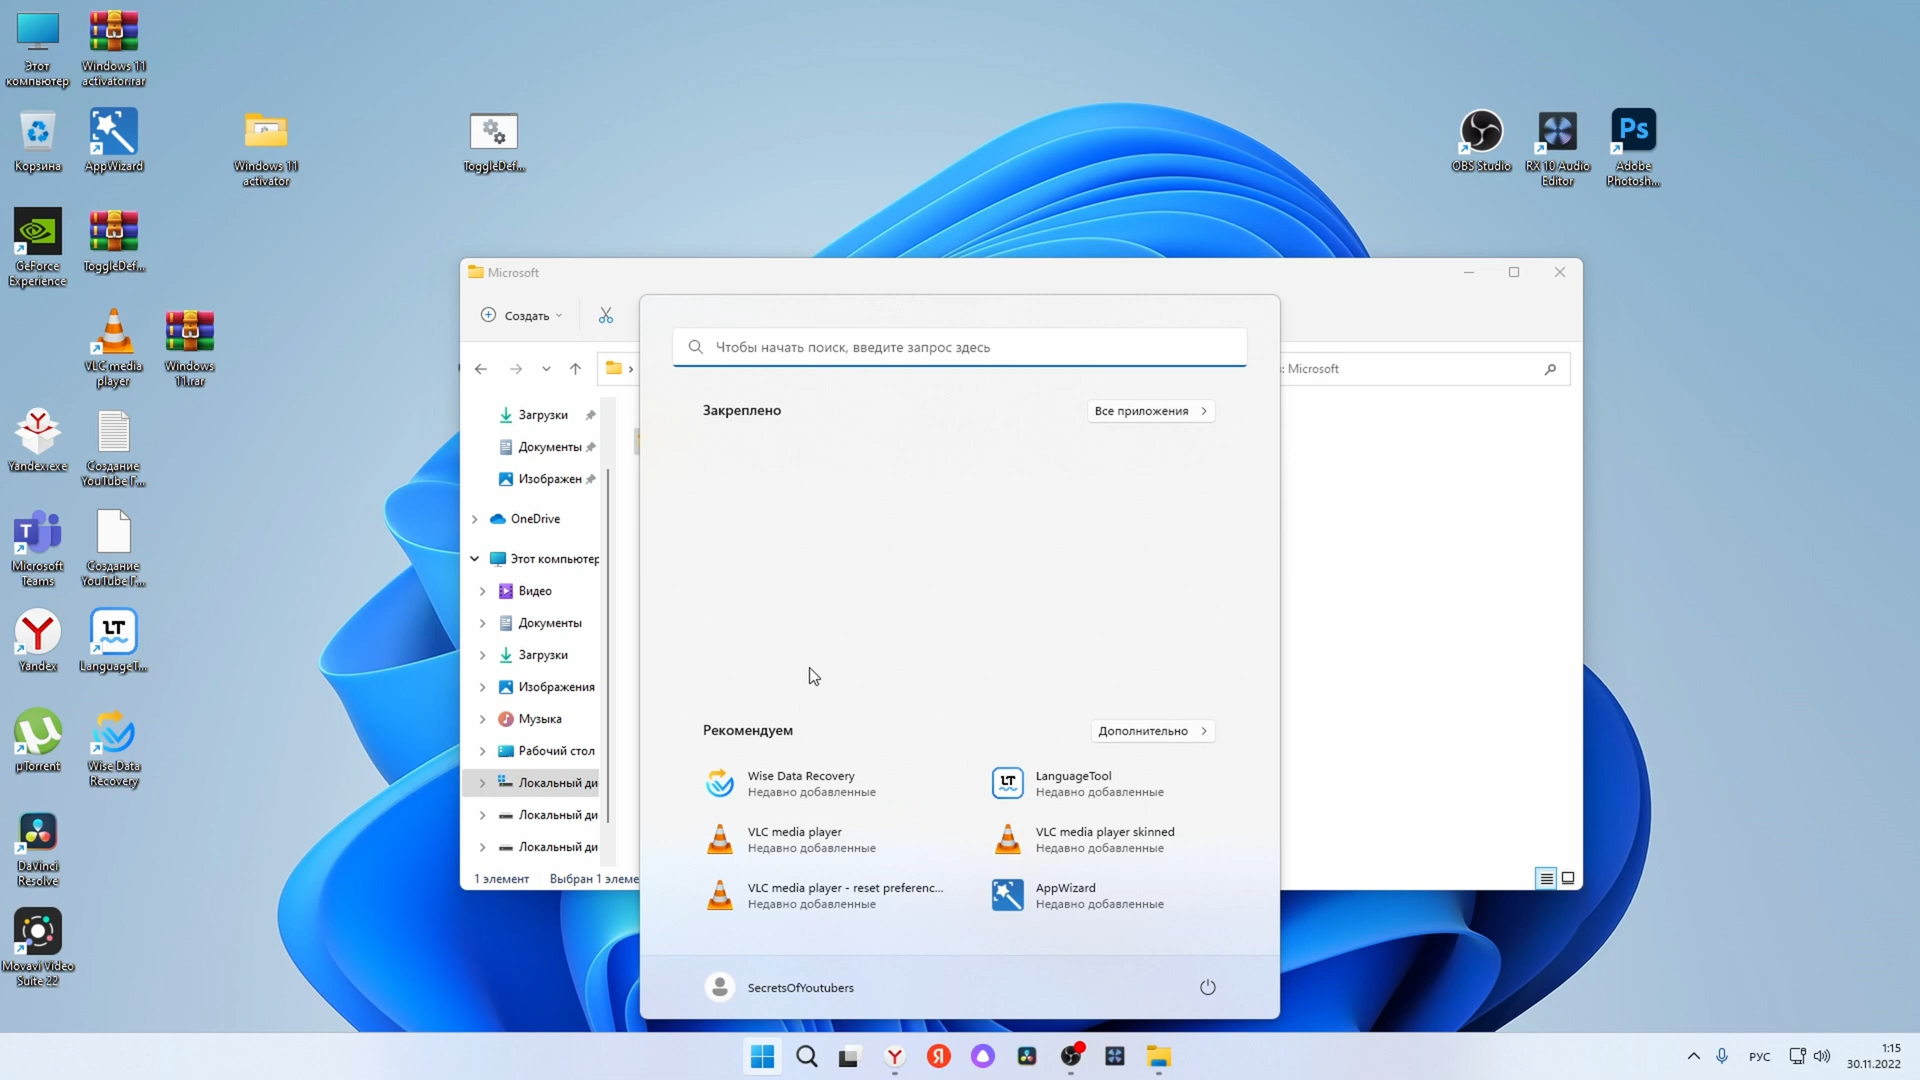 Этот
компьютер
Windows 11
activator.rar
Корзина
AppWizard
Windows 11
activator
ToggleDef...
OBS Studio
RX 10 Audio
Editor
Ps
Adobe
Photosh...
GeForce
Experience
ToggleDef...
VLC media
player
Windows
11.rar
Yandex.exe
Создание
YouTube Г...
Microsoft
Teams
Создание
YouTube Г...
Yandex
LT
LanguageT...
µTorrent
Wise Data
Recovery
DaVinci
Resolve
Movavi Video
Suite 22
Microsoft
Создать
: Microsoft
Загрузки
Документы
Изображен
OneDrive
Этот компьютер
Видео
Документы
Загрузки
Изображения
Музыка
Рабочий стол
Локальный ди
Локальный ди
Локальный ди
1 элемент
Выбран 1 элеме
Чтобы начать поиск, введите запрос здесь
Закреплено
Все приложения
Рекомендуем
Дополнительно
Wise Data Recovery
Недавно добавленные
LT
LanguageTool
Недавно добавленные
VLC media player
Недавно добавленные
VLC media player skinned
Недавно добавленные
VLC media player - reset preferenc...
Недавно добавленные
AppWizard
Недавно добавленные
SecretsOfYoutubers
РУС
1:15
30.11.2022